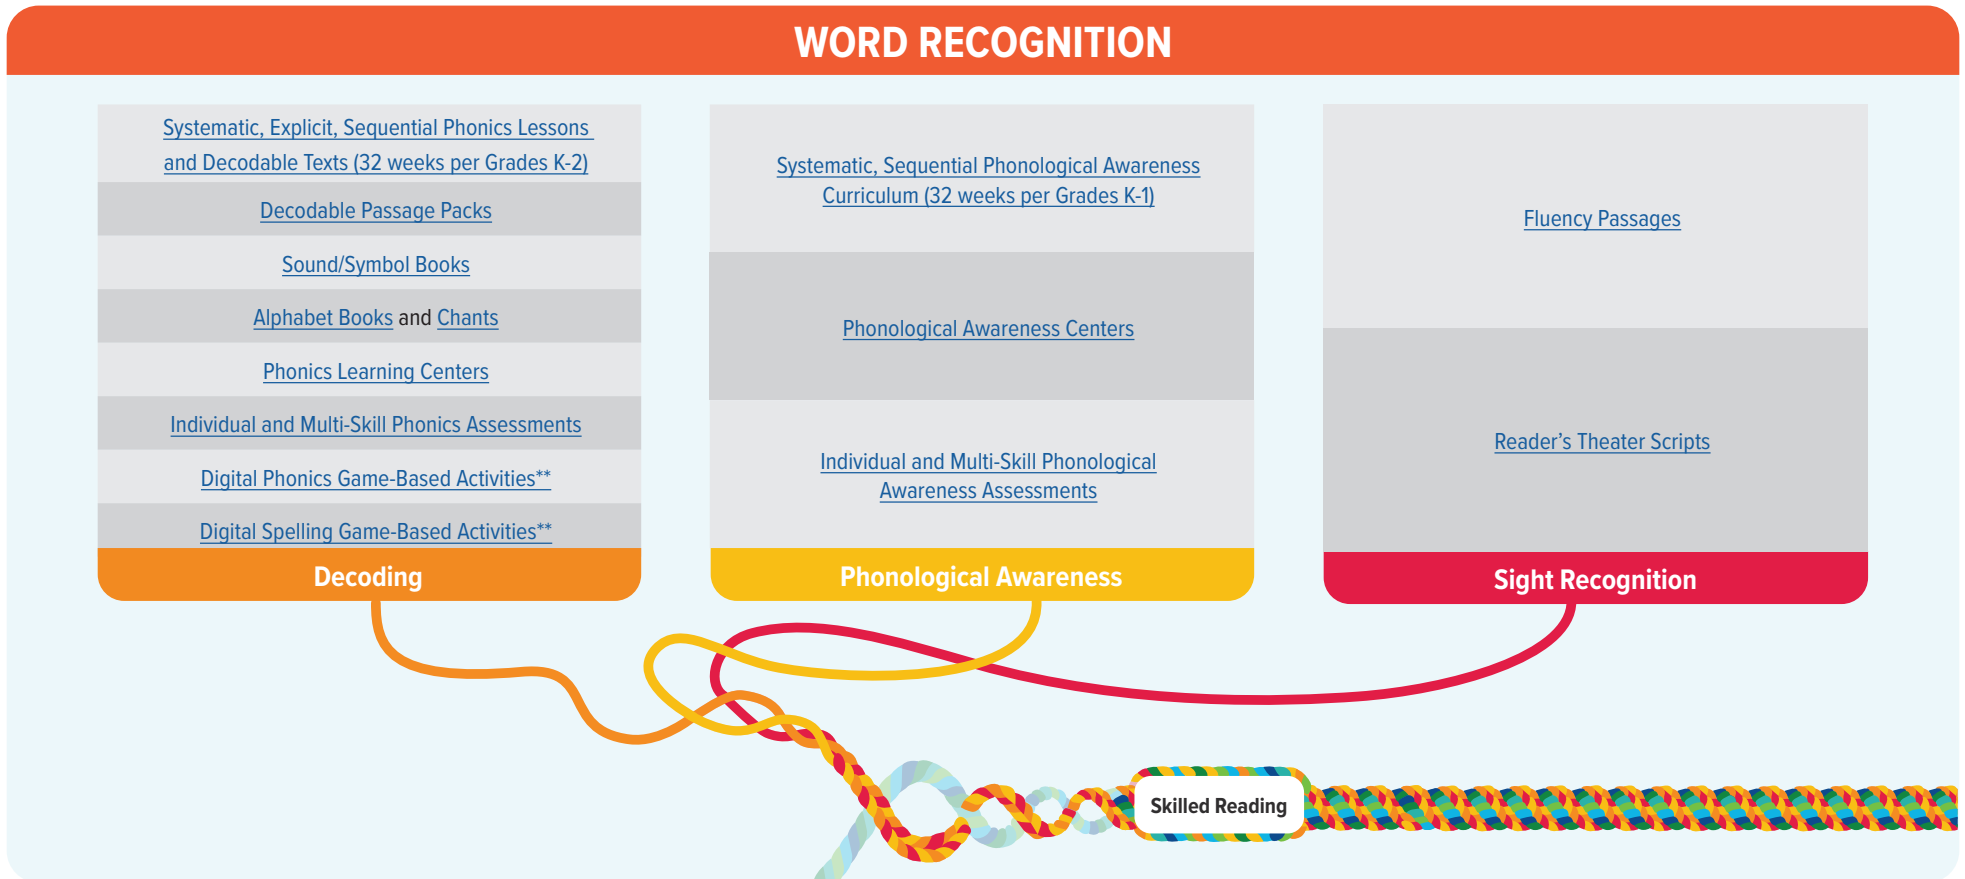 WORD RECOGNITION
Systematic, Explicit, Sequential Phonics Lessons
and Decodable Texts (32 weeks per Grades K-2)
Decodable Passage Packs
Sound/Symbol Books
Alphabet Books and Chants
Phonics Learning Centers
Individual and Multi-Skill Phonics Assessments
Digital Phonics Game-Based Activities**
Digital Spelling Game-Based Activities**
Decoding
Systematic, Sequential Phonological Awareness
Curriculum (32 weeks per Grades K-1)
Phonological Awareness Centers
Individual and Multi-Skill Phonological
Awareness Assessments
Phonological Awareness
Fluency Passages
Reader’s Theater Scripts
Sight Recognition
Skilled Reading